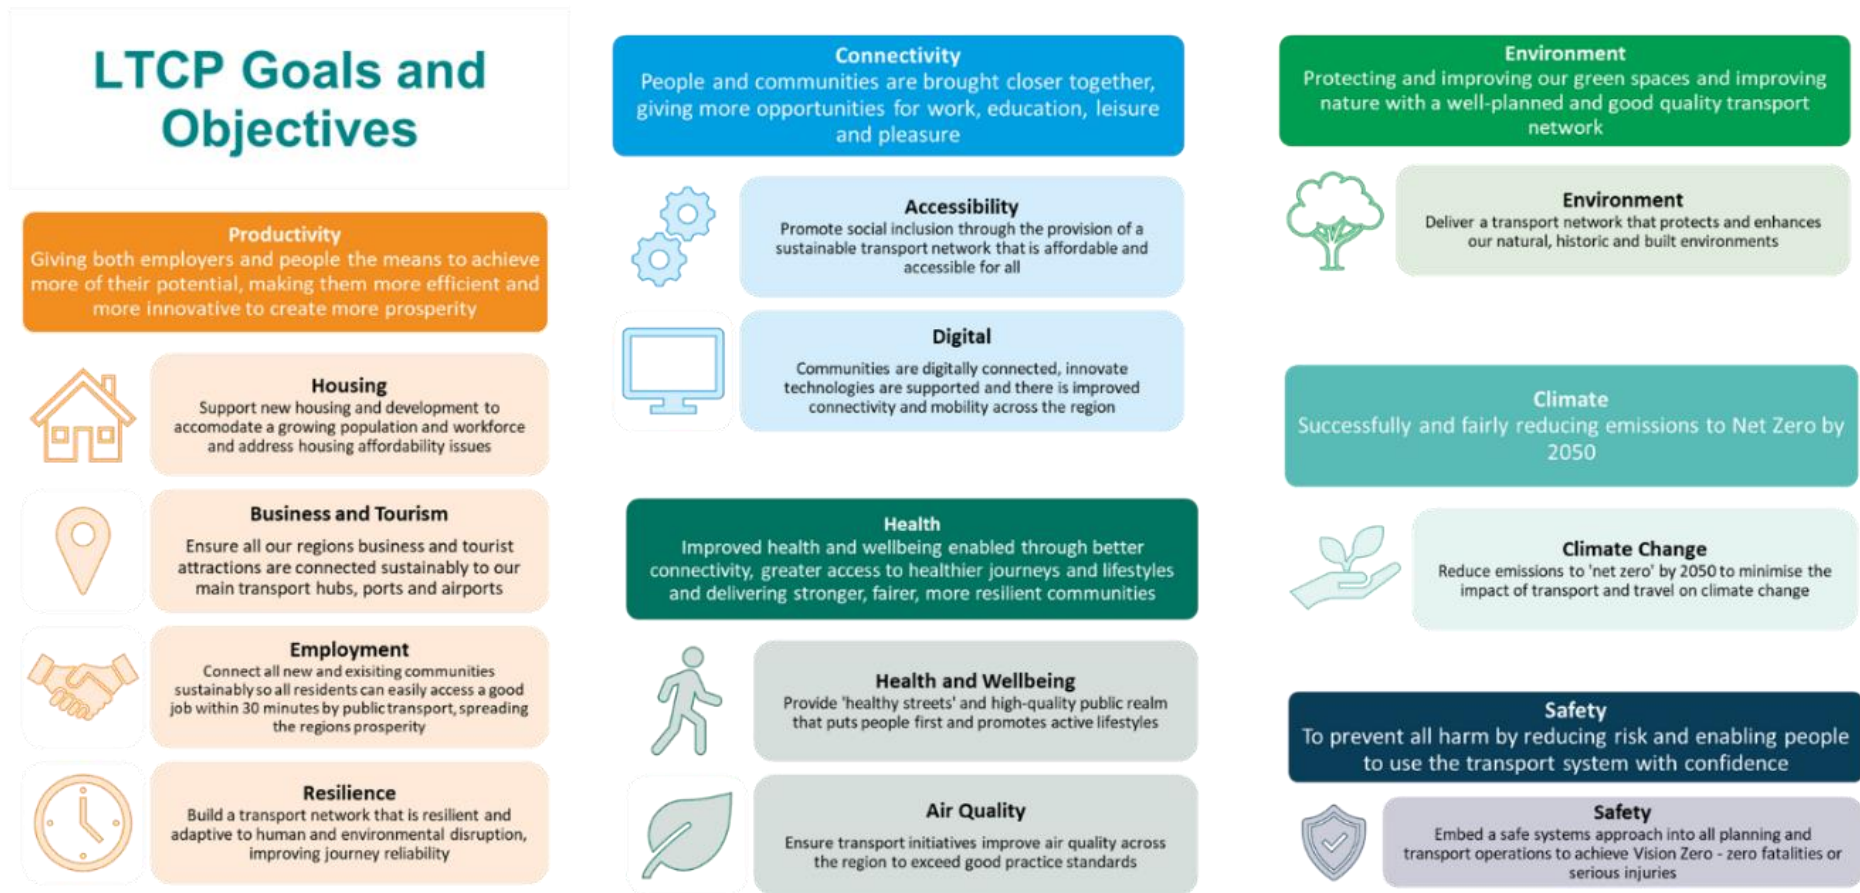 LTCP Goals and
Objectives
Productivity
Giving both employers and people the means to achieve
more of their potential, making them more efficient and
more innovative to create more prosperity
Housing
Support new housing and development to
accomodate a growing population and workforce
and address housing affordability issues
Business and Tourism
Ensure all our regions business and tourist
attractions are connected sustainably to our
main transport hubs, ports and airports
Employment
Connect all new and exisiting communities
sustainably so all residents can easily access a good
job within 30 minutes by public transport, spreading
the regions prosperity
Resilience
Build a transport network that is resilient and
adaptive to human and environmental disruption,
improving journey reliability
Connectivity
People and communities are brought closer together,
giving more opportunities for work, education, leisure
and pleasure
Accessibility
Promote social inclusion through the provision of a
sustainable transport network that is affordable and
accessible for all
Digital
Communities are digitally connected, innovate
technologies are supported and there is improved
connectivity and mobility across the region
Health
Improved health and wellbeing enabled through better
connectivity, greater access to healthier journeys and lifestyles
and delivering stronger, fairer, more resilient communities
Health and Wellbeing
Provide 'healthy streets' and high-quality public realm
that puts people first and promotes active lifestyles
Air Quality
Ensure transport initiatives improve air quality across
the region to exceed good practice standards
Environment
Protecting and improving our green spaces and improving
nature with a well-planned and good quality transport
network
Environment
Deliver a transport network that protects and enhances
our natural, historic and built environments
Climate
Successfully and fairly reducing emissions to Net Zero by
2050
Climate Change
Reduce emissions to 'net zero' by 2050 to minimise the
impact of transport and travel on climate change
Safety
To prevent all harm by reducing risk and enabling people
to use the transport system with confidence
Safety
Embed a safe systems approach into all planning and
transport operations to achieve Vision Zero - zero fatalities or
serious injuries